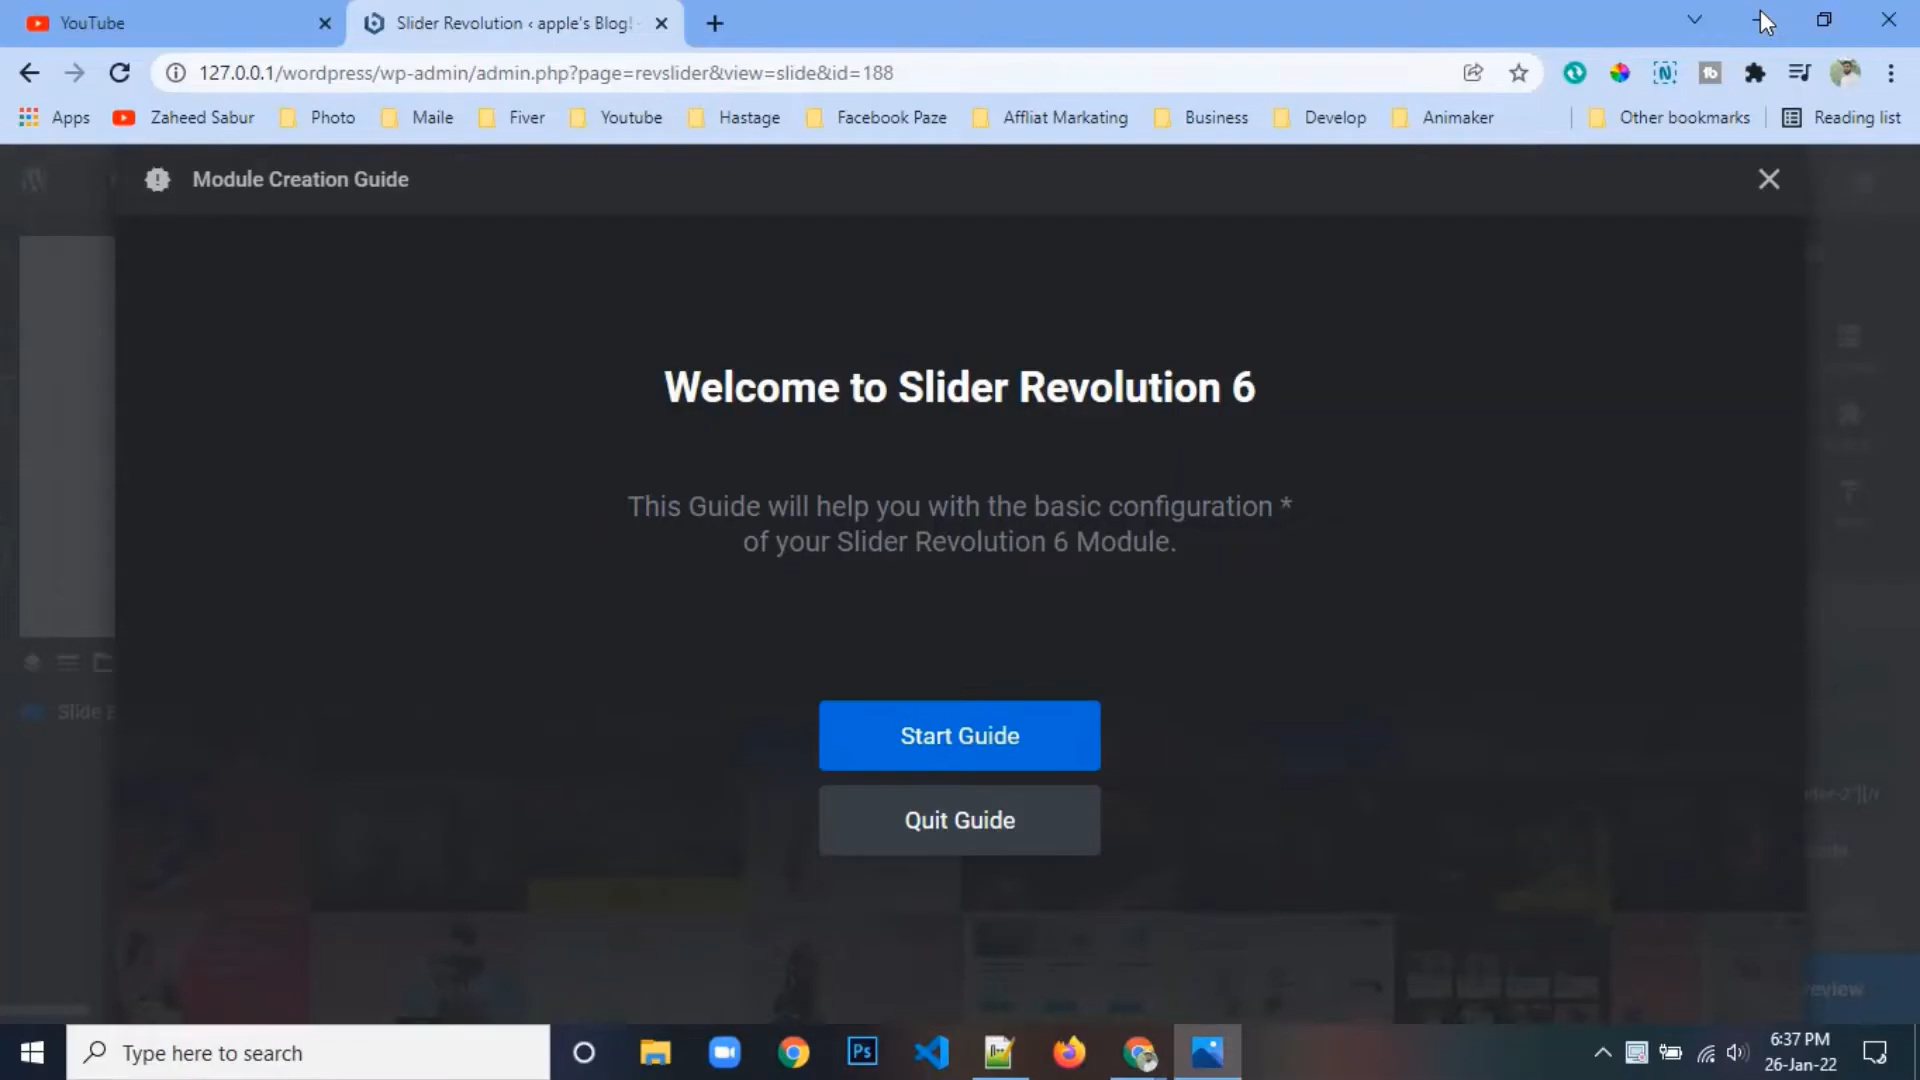 YouTube
Slider Revolution ‹ apple's Blog!
127.0.0.1/wordpress/wp-admin/admin.php?page=revslider&view=slide&id=188
Apps
Zaheed Sabur
Photo
Maile
Fiver
Youtube
Hastage
Facebook Paze
Affliat Marketing
Business
Develop
Animaker
Other bookmarks
Reading list
Module Creation Guide
Welcome to Slider Revolution 6
This Guide will help you with the basic configuration *
of your Slider Revolution 6 Module.
Slide
Start Guide
Quit Guide
Type here to search
Ps
6:37 PM
26-Jan-22